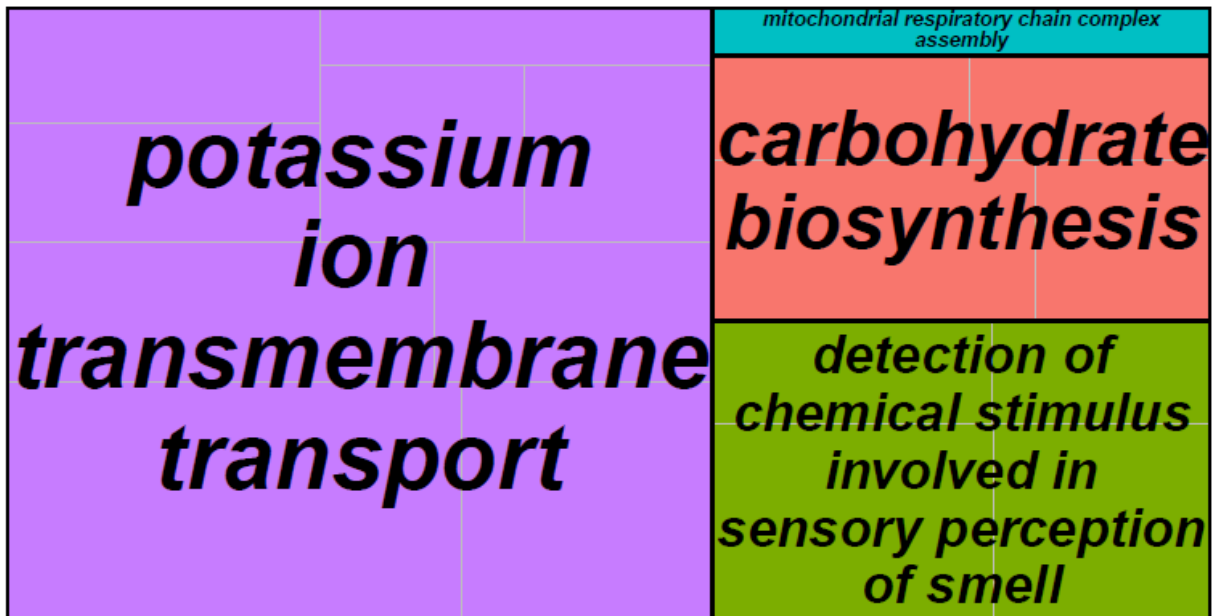 potassium
ion
transmembrane
transport
mitochondrial respiratory chain complex
assembly
carbohydrate
biosynthesis
detection of
chemical stimulus
involved in
sensory perception
of smell